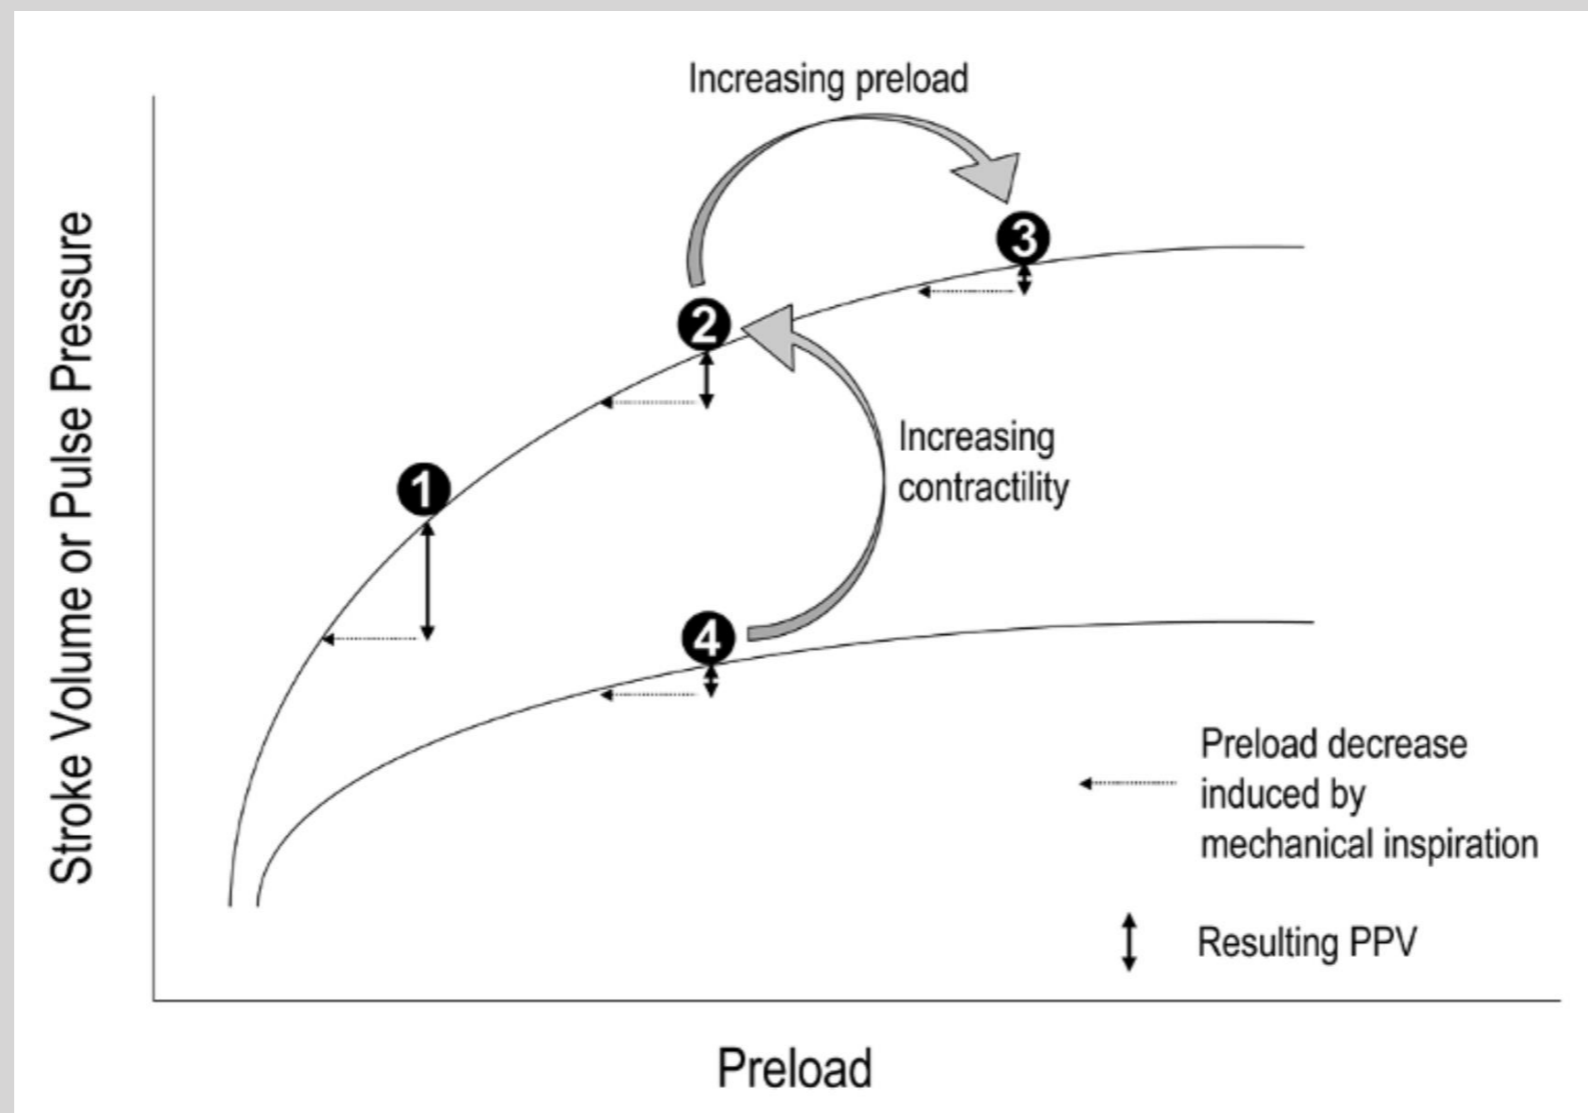 Increasing preload
3
2
Increasing
contractility
1
4
Stroke Volume or Pulse Pressure
Preload decrease
induced by
mechanical inspiration
Resulting PPV
Preload